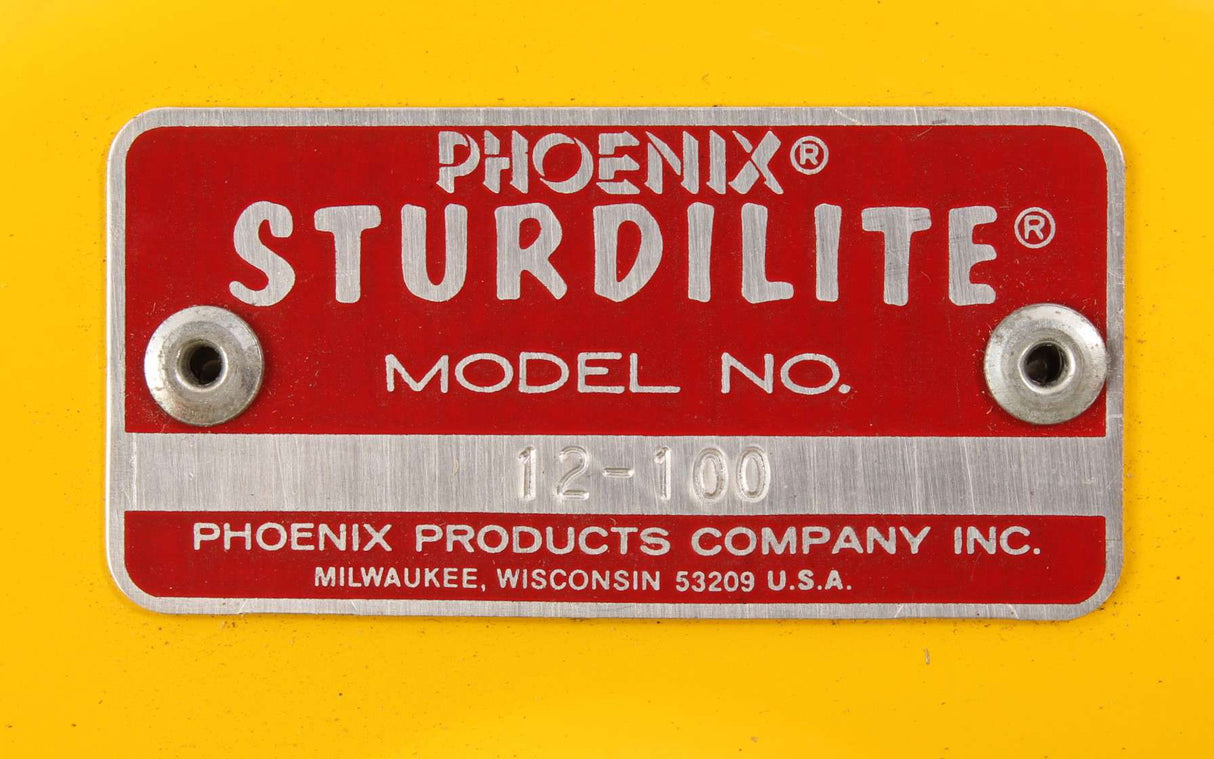 PHOENIX®
STURDILITE®
MODEL NO.
12-100
PHOENIX PRODUCTS COMPANY INC.
MILWAUKEE, WISCONSIN 53209 U.S.A.